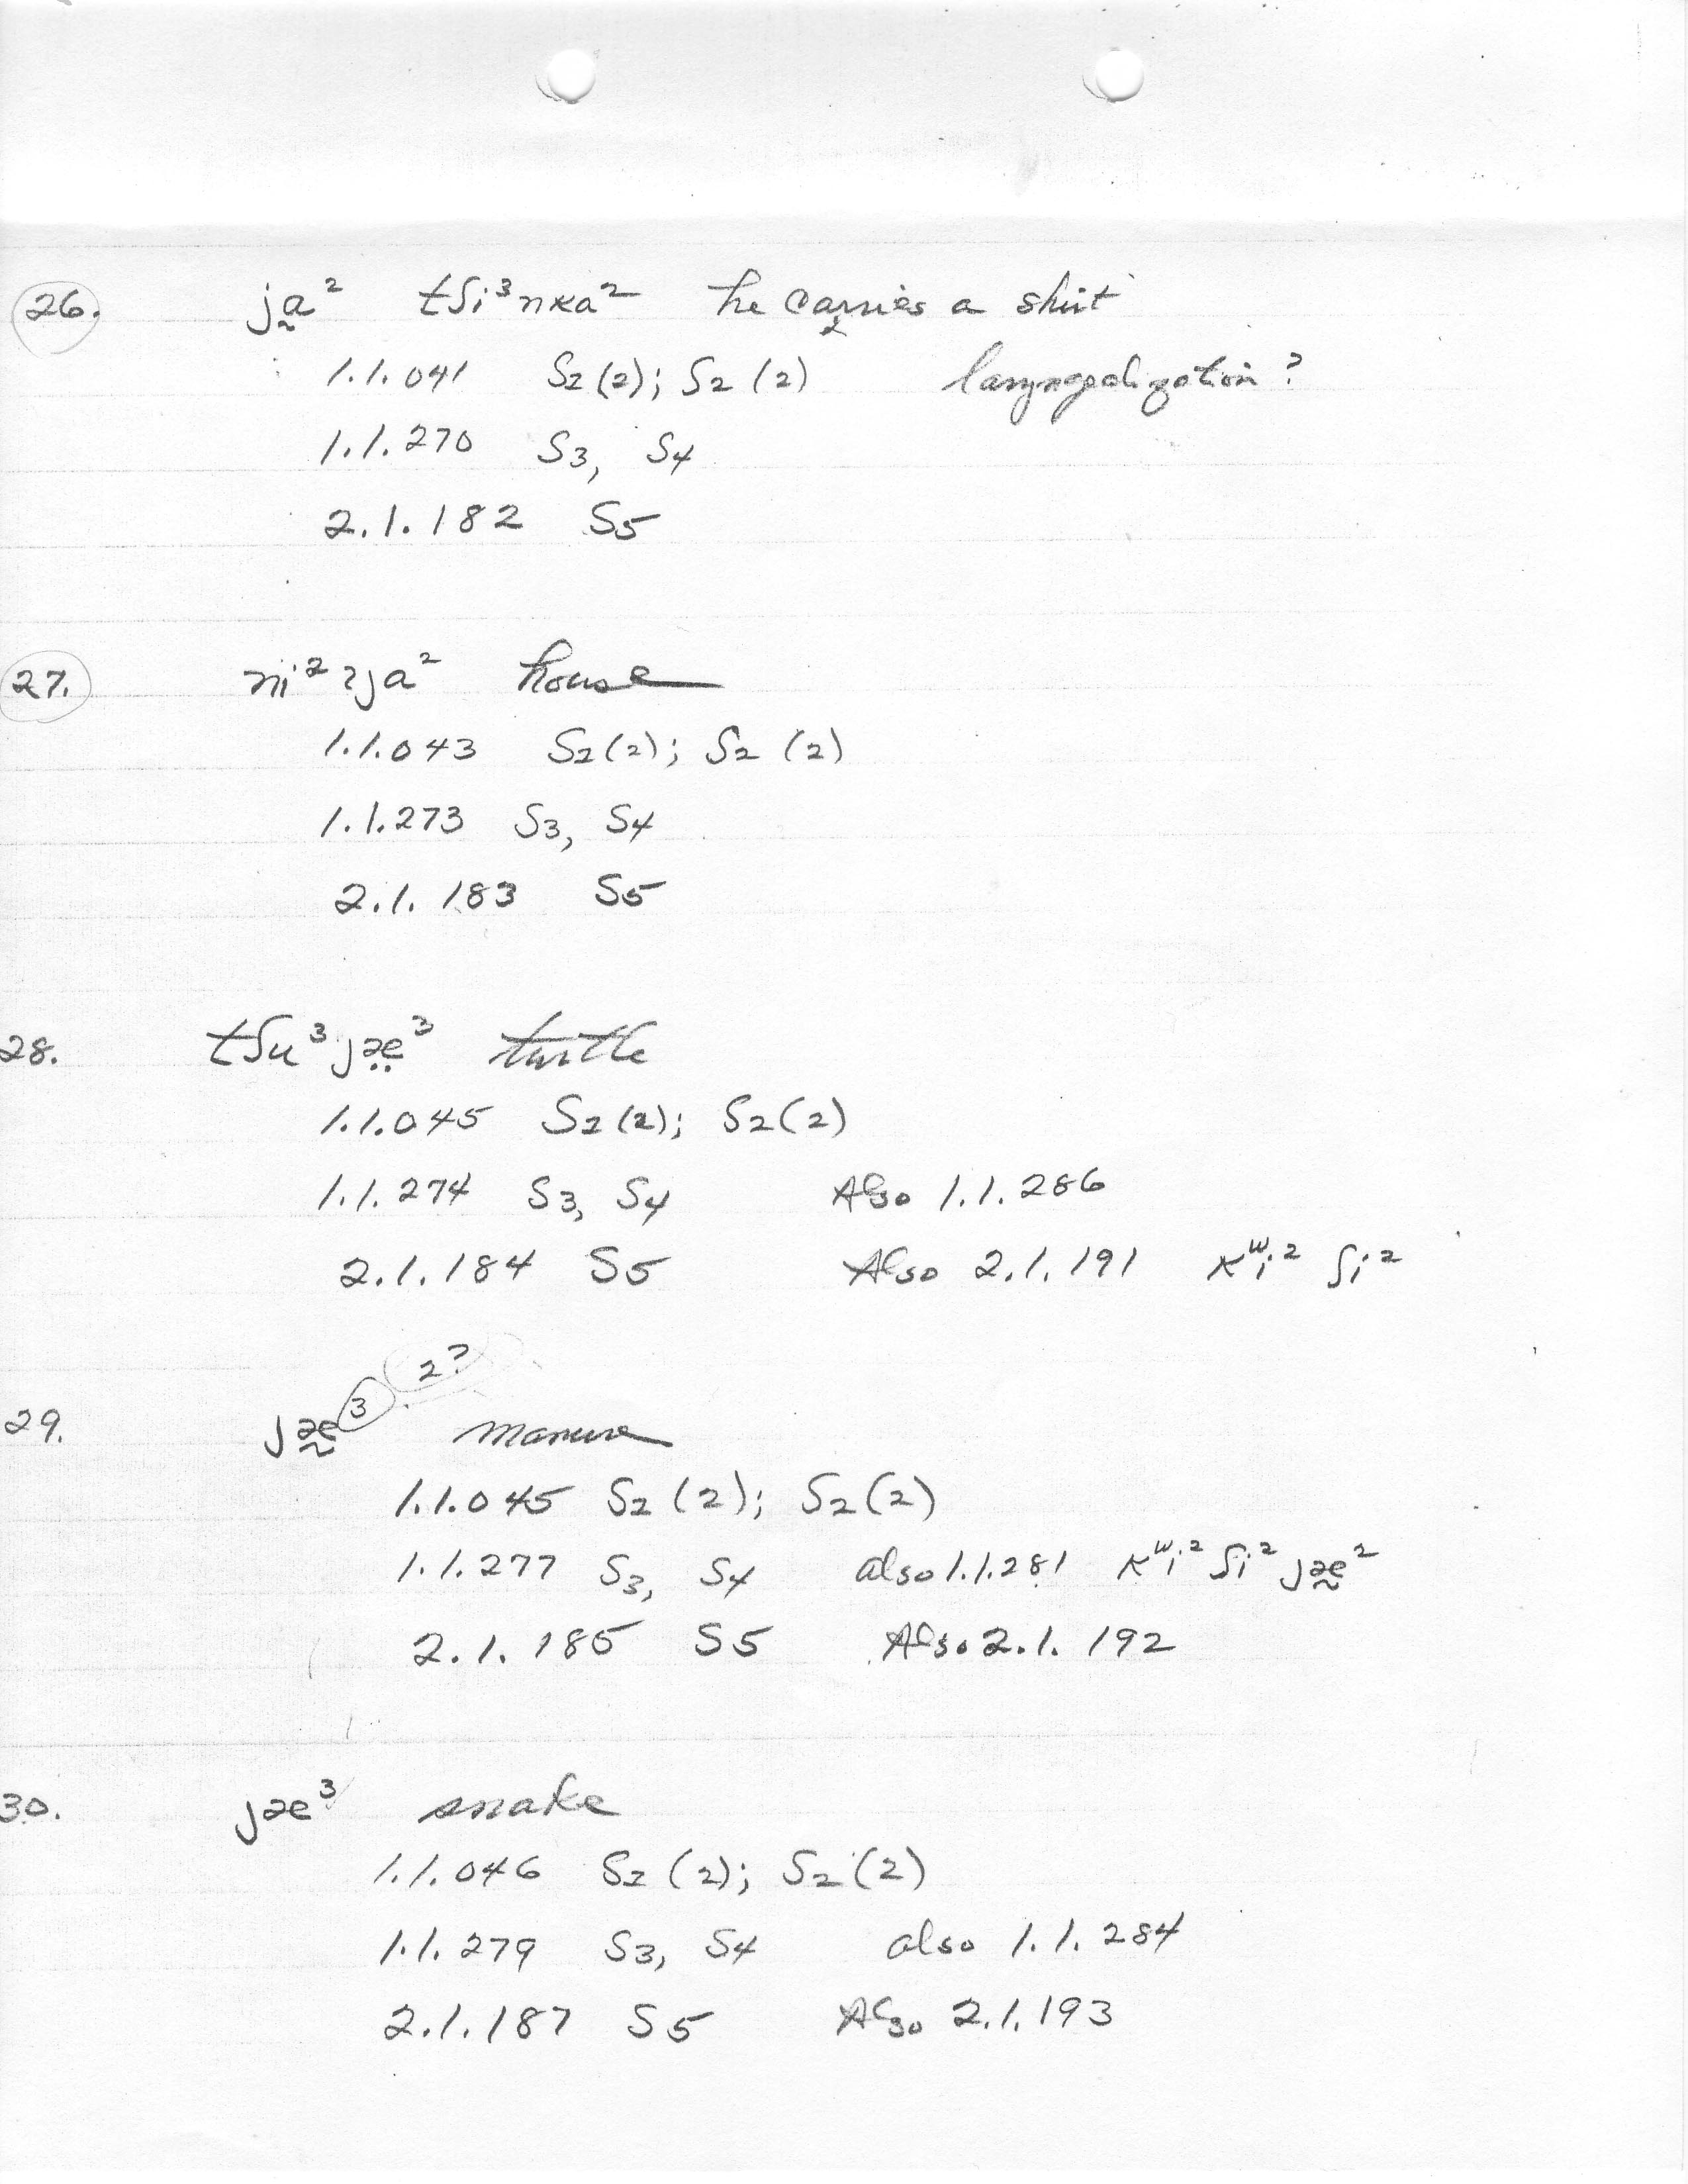 26. ja̰² tʃi³nka² he carries a shirt
1.1.041 S2(2); S2(2) laryngealization?
1.1.270 S3, S4
2.1.182 S5
27. ni²ʔja² house
1.1.043 S2(2); S2(2)
1.1.273 S3, S4
2.1.183 S5
28. tʃu³jæ̤³ turtle
1.1.045 S2(2); S2(2)
1.1.274 S3, S4 Also 1.1.286
2.1.184 S5 Also 2.1.191 kʷi² ʃi²
2?
29. jæ̰³ manure
1.1.045 S2(2); S2(2)
1.1.277 S3, S4 also 1.1.281 kʷi²ʃi²jæ̰²
2.1.185 S5 Also 2.1.192
30. jæ³ snake
1.1.046 S2(2); S2(2)
1.1.279 S3, S4 also 1.1.284
2.1.187 S5 Also 2.1.193